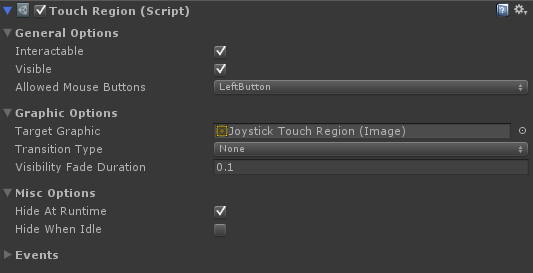 Touch Region (Script)
General Options
Interactable
Visible
Allowed Mouse Buttons LeftButton
Graphic Options
Target Graphic Joystick Touch Region (Image)
Transition Type None
Visibility Fade Duration 0.1
Misc Options
Hide At Runtime
Hide When Idle
Events